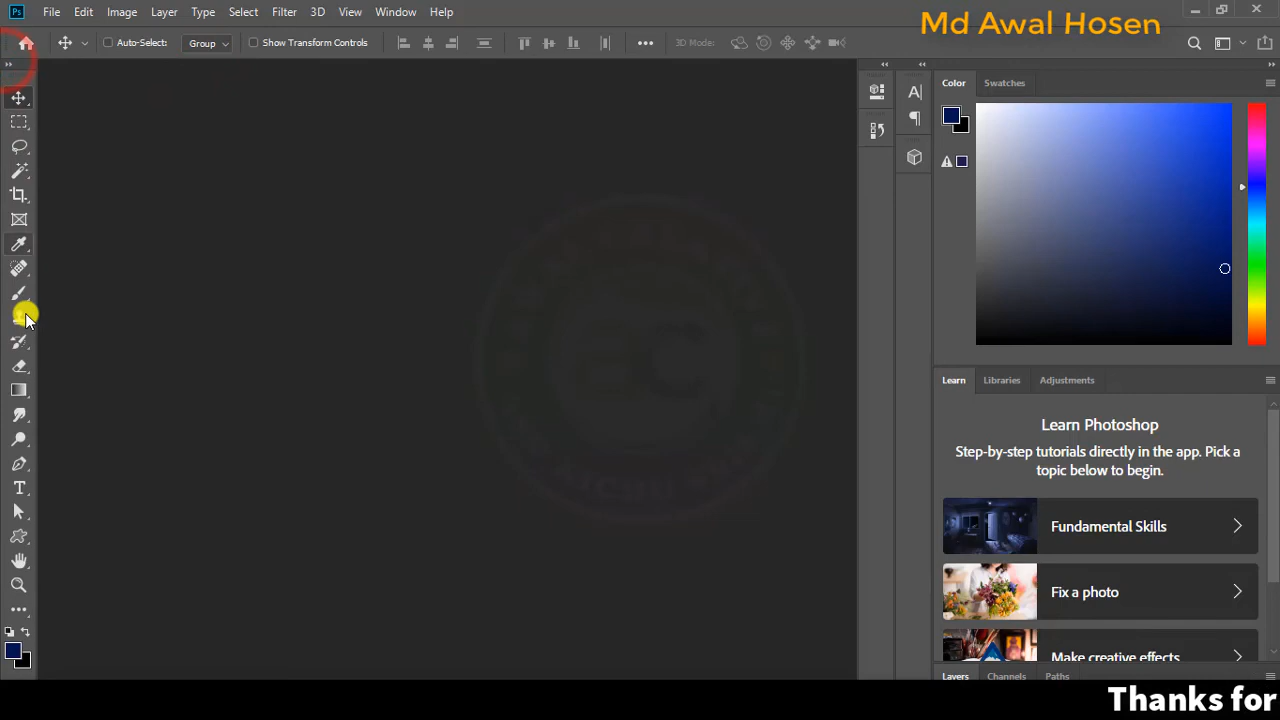 Ps File Edit Image Layer Type Select Filter 3D View Window Help
Md Awal Hosen
Auto-Select: Group Show Transform Controls 3D Mode:
Color Swatches
Learn Libraries Adjustments
Learn Photoshop
Step-by-step tutorials directly in the app. Pick a
topic below to begin.
Fundamental Skills
Fix a photo
Make creative effects
Layers Channels Paths
Thanks for